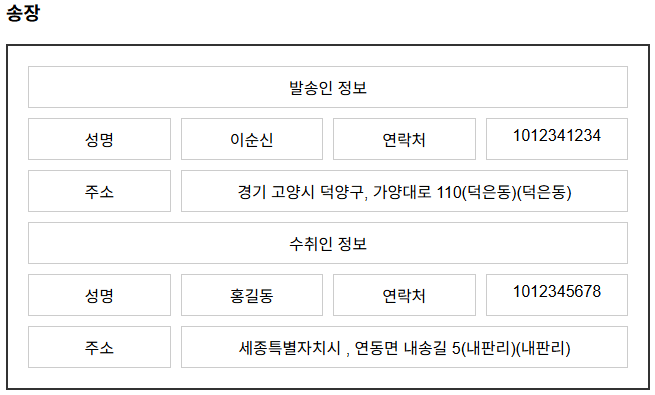 송장
발송인 정보
성명 이순신 연락처 1012341234
주소 경기 고양시 덕양구, 가양대로 110(덕은동)(덕은동)
수취인 정보
성명 홍길동 연락처 1012345678
주소 세종특별자치시 , 연동면 내송길 5(내판리)(내판리)